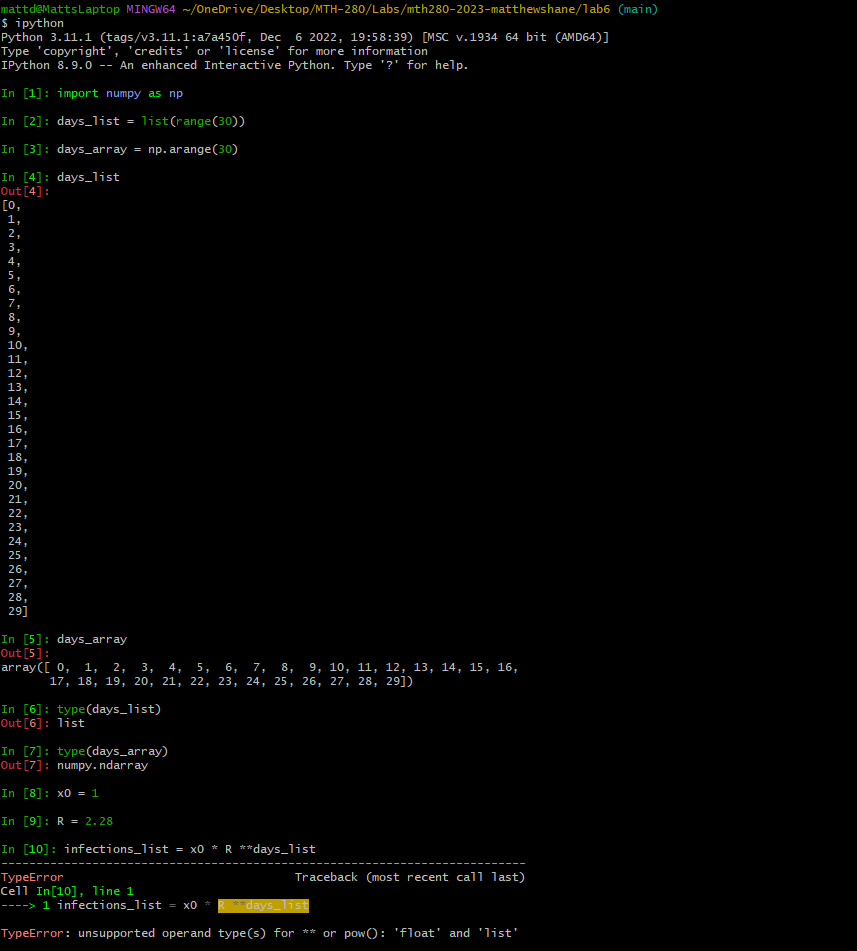 mattd@MattsLaptop MINGW64 ~/OneDrive/Desktop/MTH-280/Labs/mth280-2023-matthewshane/lab6 (main)
$ ipython
Python 3.11.1 (tags/v3.11.1:a7a450f, Dec  6 2022, 19:58:39) [MSC v.1934 64 bit (AMD64)]
Type 'copyright', 'credits' or 'license' for more information
IPython 8.9.0 -- An enhanced Interactive Python. Type '?' for help.
In [1]: import numpy as np
In [2]: days_list = list(range(30))
In [3]: days_array = np.arange(30)
In [4]: days_list
Out[4]:
[0,
 1,
 2,
 3,
 4,
 5,
 6,
 7,
 8,
 9,
 10,
 11,
 12,
 13,
 14,
 15,
 16,
 17,
 18,
 19,
 20,
 21,
 22,
 23,
 24,
 25,
 26,
 27,
 28,
 29]
In [5]: days_array
Out[5]:
array([ 0,  1,  2,  3,  4,  5,  6,  7,  8,  9, 10, 11, 12, 13, 14, 15, 16,
       17, 18, 19, 20, 21, 22, 23, 24, 25, 26, 27, 28, 29])
In [6]: type(days_list)
Out[6]: list
In [7]: type(days_array)
Out[7]: numpy.ndarray
In [8]: x0 = 1
In [9]: R = 2.28
In [10]: infections_list = x0 * R **days_list
---------------------------------------------------------------------------
TypeError                                 Traceback (most recent call last)
Cell In[10], line 1
----> 1 infections_list = x0 * R **days_list
TypeError: unsupported operand type(s) for ** or pow(): 'float' and 'list'